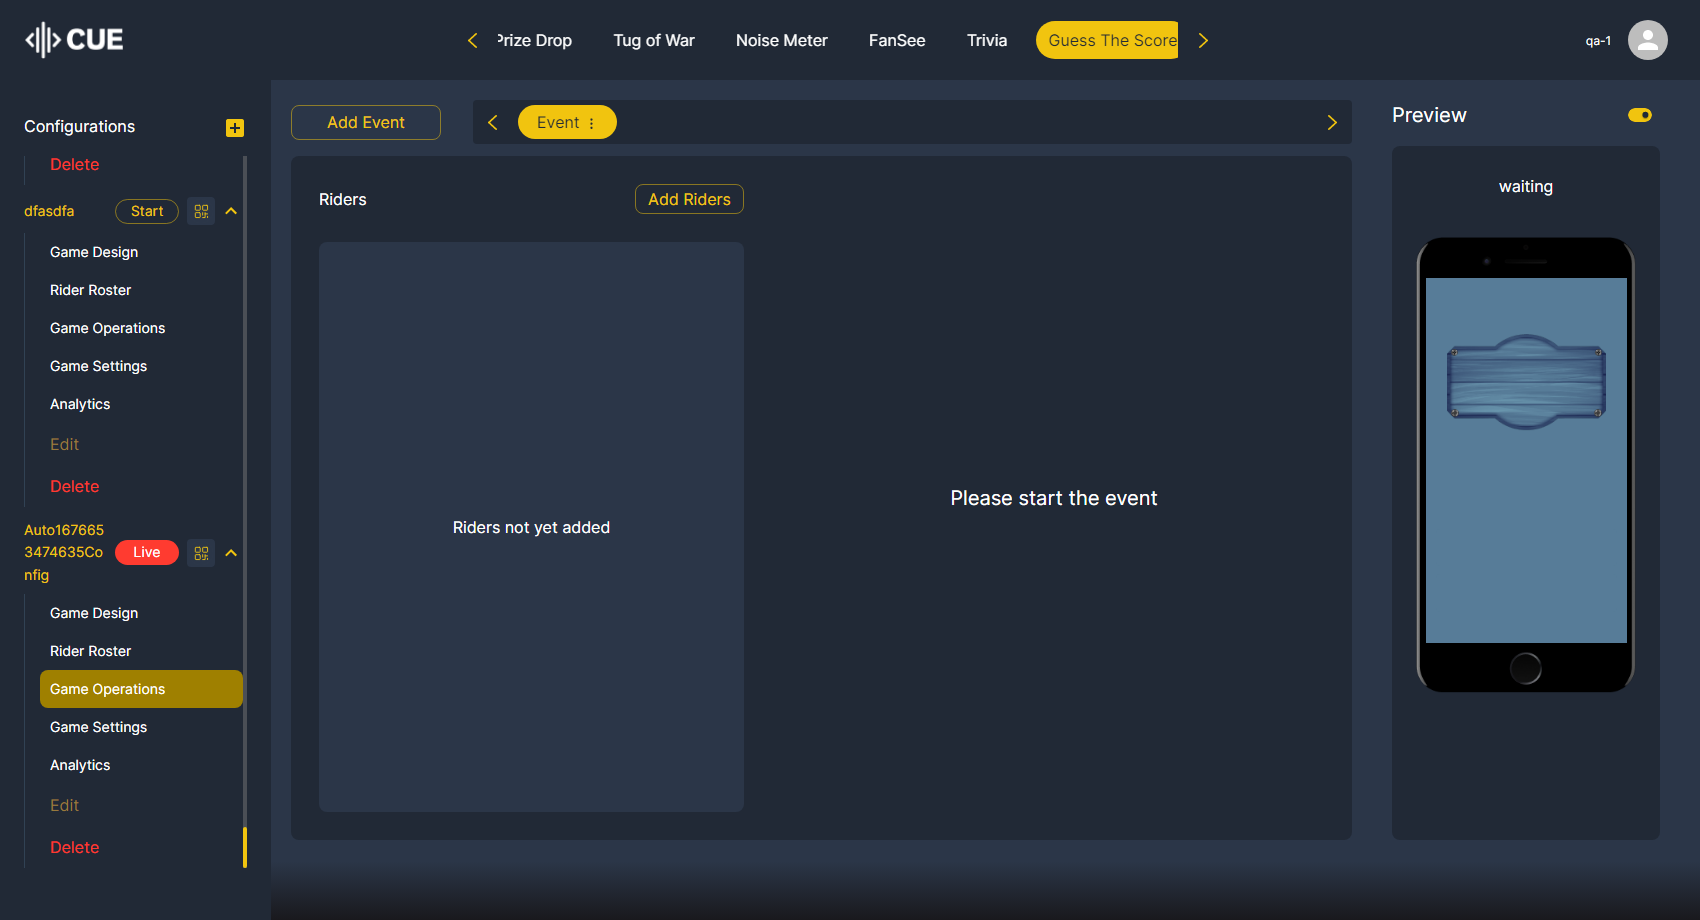 CUE
Prize Drop
Tug of War
Noise Meter
FanSee
Trivia
Guess The Score
qa-1
Configurations
Delete
dfasdfa
Start
Game Design
Rider Roster
Game Operations
Game Settings
Analytics
Edit
Delete
Auto167665
3474635Co
nfig
Live
Game Design
Rider Roster
Game Operations
Game Settings
Analytics
Edit
Delete
Add Event
Event
Riders
Add Riders
Riders not yet added
Please start the event
Preview
waiting